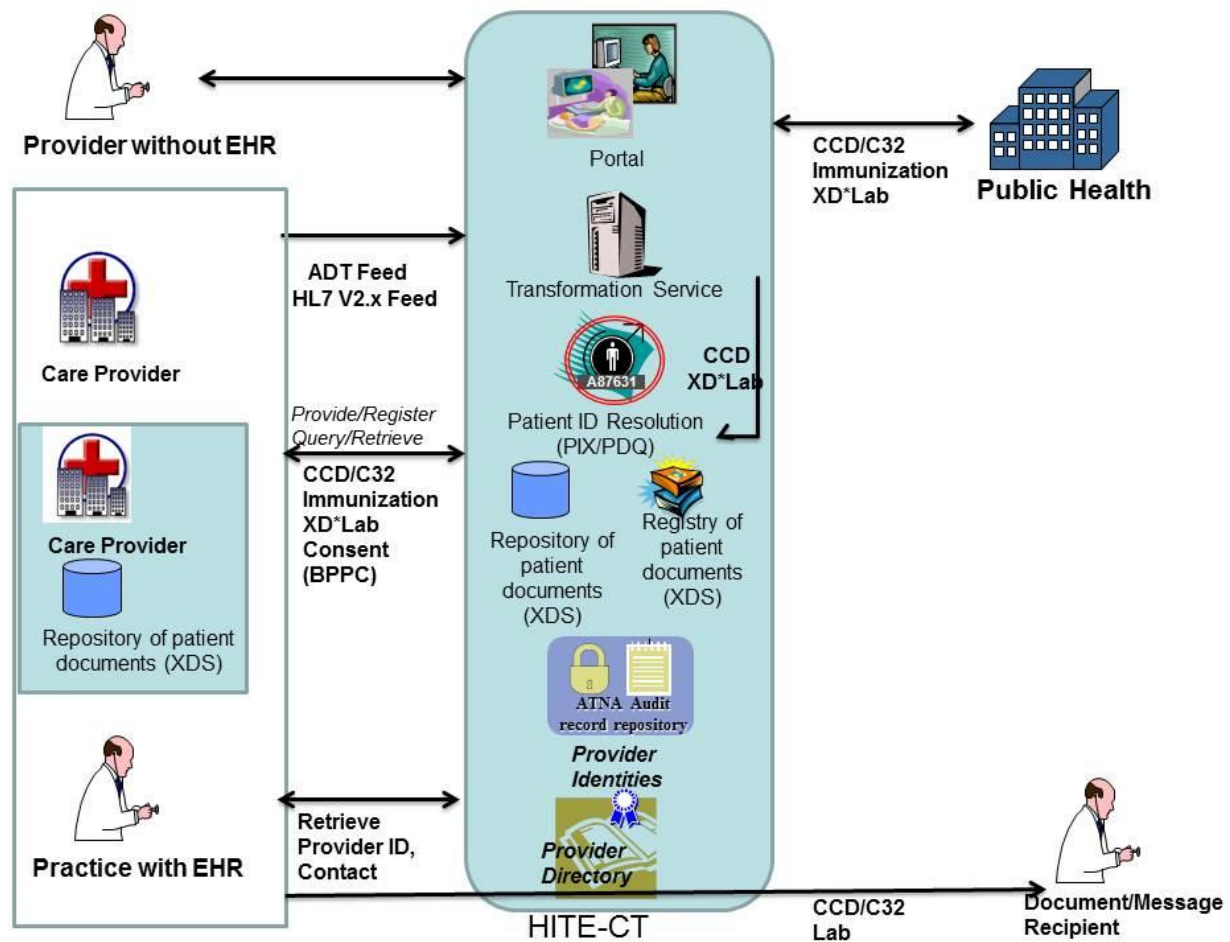 Provider without EHR
Portal
CCD/C32
Immunization
XD*Lab
Public Health
ADT Feed
HL7 V2.x Feed
Transformation Service
Care Provider
A87631
CCD
XD*Lab
Patient ID Resolution
(PIX/PDQ)
Provide/Register
Query/Retrieve
CCD/C32
Immunization
XD*Lab
Consent
(BPPC)
Care Provider
Repository of patient
documents (XDS)
Repository of
patient
documents
(XDS)
Registry of
patient
documents
(XDS)
ATNA Audit
record repository
Provider
Identities
Retrieve
Provider ID,
Contact
Provider
Directory
Practice with EHR
HITE-CT
CCD/C32
Lab
Document/Message
Recipient